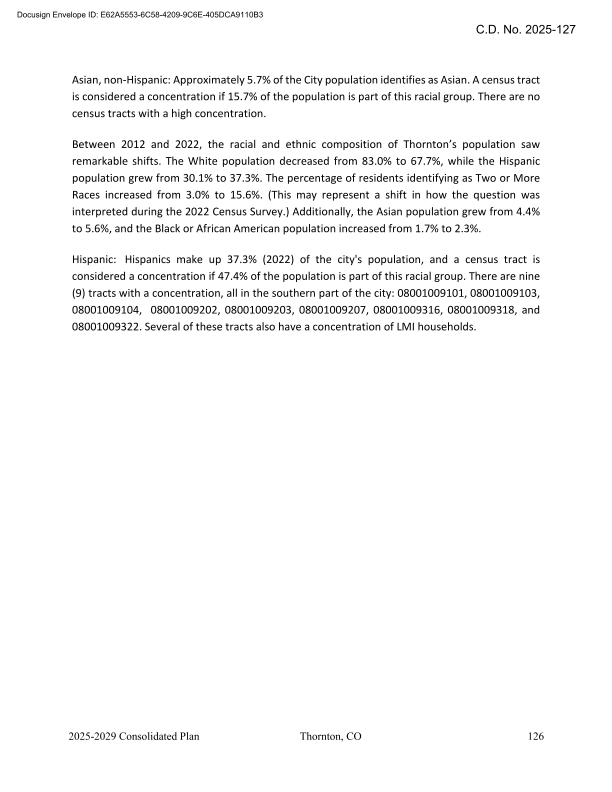 Docusign Envelope ID: E62A5553-6C58-4209-9C6E-405DCA9110B3
C.D. No. 2025-127
Asian, non-Hispanic: Approximately 5.7% of the City population identifies as Asian. A census tract
is considered a concentration if 15.7% of the population is part of this racial group. There are no
census tracts with a high concentration.
Between 2012 and 2022, the racial and ethnic composition of Thornton’s population saw
remarkable shifts. The White population decreased from 83.0% to 67.7%, while the Hispanic
population grew from 30.1% to 37.3%. The percentage of residents identifying as Two or More
Races increased from 3.0% to 15.6%. (This may represent a shift in how the question was
interpreted during the 2022 Census Survey.) Additionally, the Asian population grew from 4.4%
to 5.6%, and the Black or African American population increased from 1.7% to 2.3%.
Hispanic: Hispanics make up 37.3% (2022) of the city's population, and a census tract is
considered a concentration if 47.4% of the population is part of this racial group. There are nine
(9) tracts with a concentration, all in the southern part of the city: 08001009101, 08001009103,
08001009104, 08001009202, 08001009203, 08001009207, 08001009316, 08001009318, and
08001009322. Several of these tracts also have a concentration of LMI households.
2025-2029 Consolidated Plan Thornton, CO 126